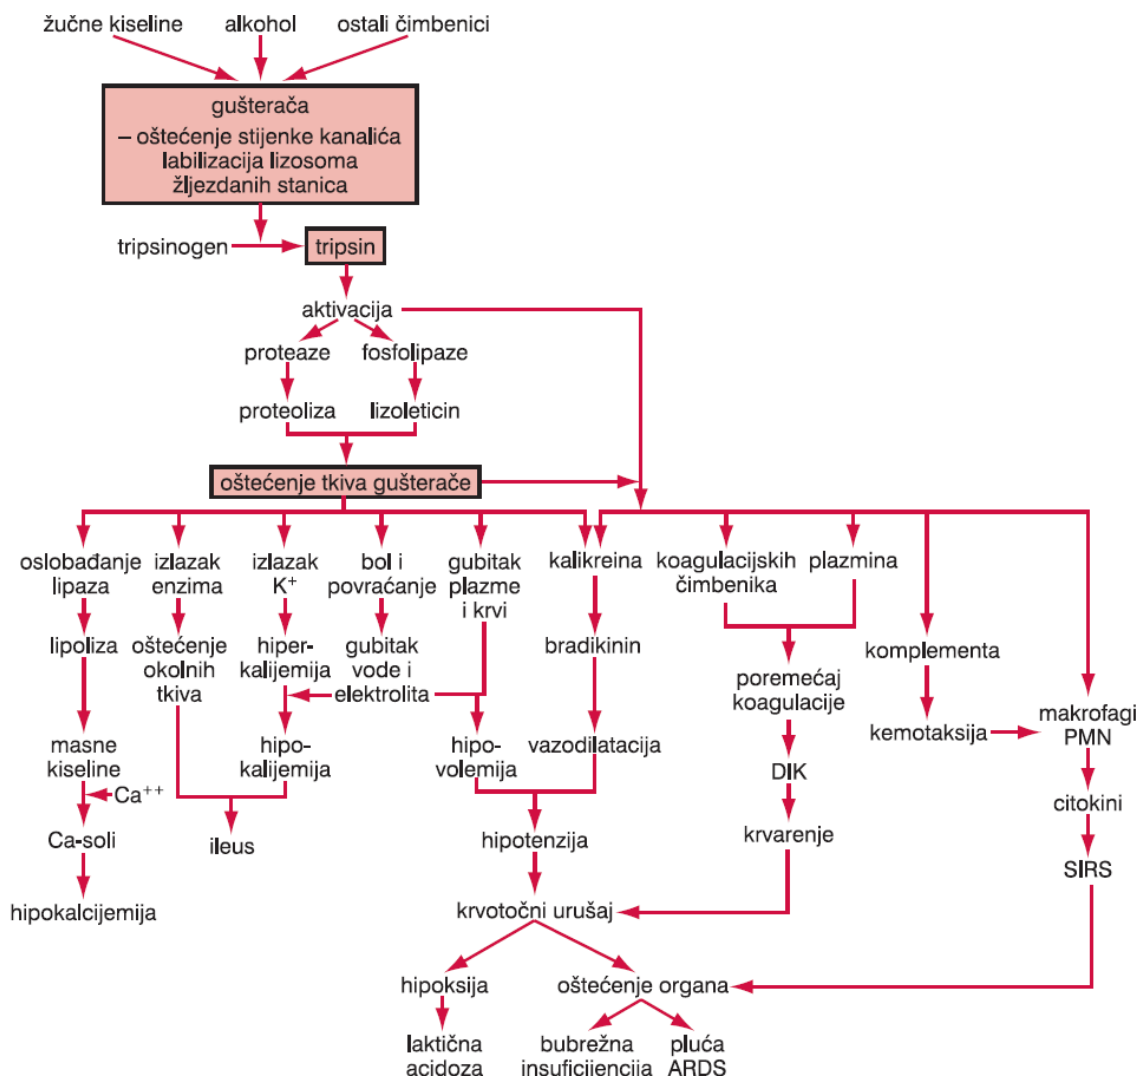 žučne kiseline
alkohol
ostali čimbenici
gušterača
– oštećenje stijenke kanalića
labilizacija lizosoma
žljezdanih stanica
tripsinogen
tripsin
aktivacija
proteaze
fosfolipaze
proteoliza
lizoleticin
oštećenje tkiva gušterače
oslobađanje
lipaza
izlazak
enzima
izlazak
K+
bol i
povraćanje
gubitak
plazme
i krvi
kalikreina
koagulacijskih
čimbenika
plazmina
lipoliza
oštećenje
okolnih
tkiva
hiper-
kalijemija
gubitak
vode i
elektrolita
bradikinin
poremećaj
koagulacije
komplementa
masne
kiseline
hipo-
kalijemija
hipo-
volemija
vazodilatacija
kemotaksija
makrofagi
PMN
Ca++
DIK
citokini
Ca-soli
ileus
hipotenzija
krvarenje
SIRS
hipokalcijemija
krvotočni urušaj
hipoksija
oštećenje organa
laktična
acidoza
bubrežna
insuficijencija
pluća
ARDS